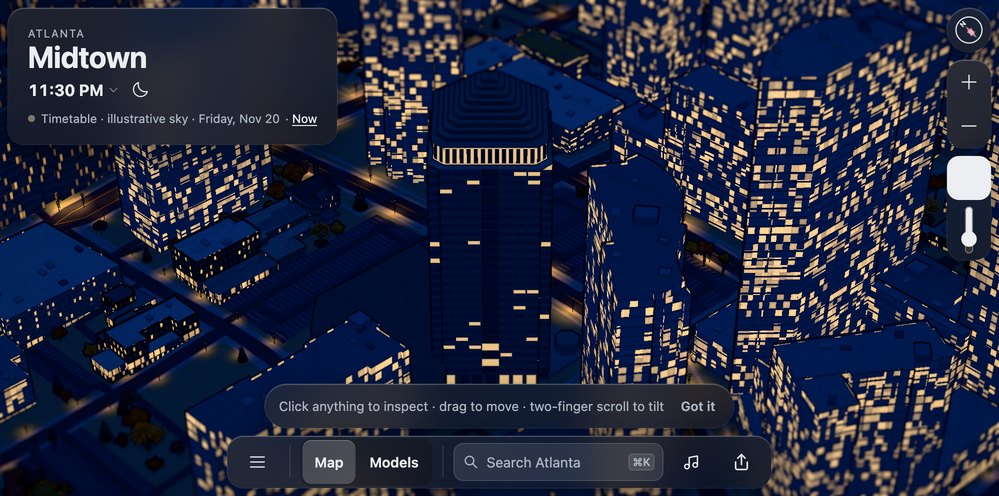 ATLANTA
Midtown
11:30 PM
Timetable · illustrative sky · Friday, Nov 20 · Now
N
Click anything to inspect · drag to move · two-finger scroll to tilt Got it
Map Models Search Atlanta ⌘K